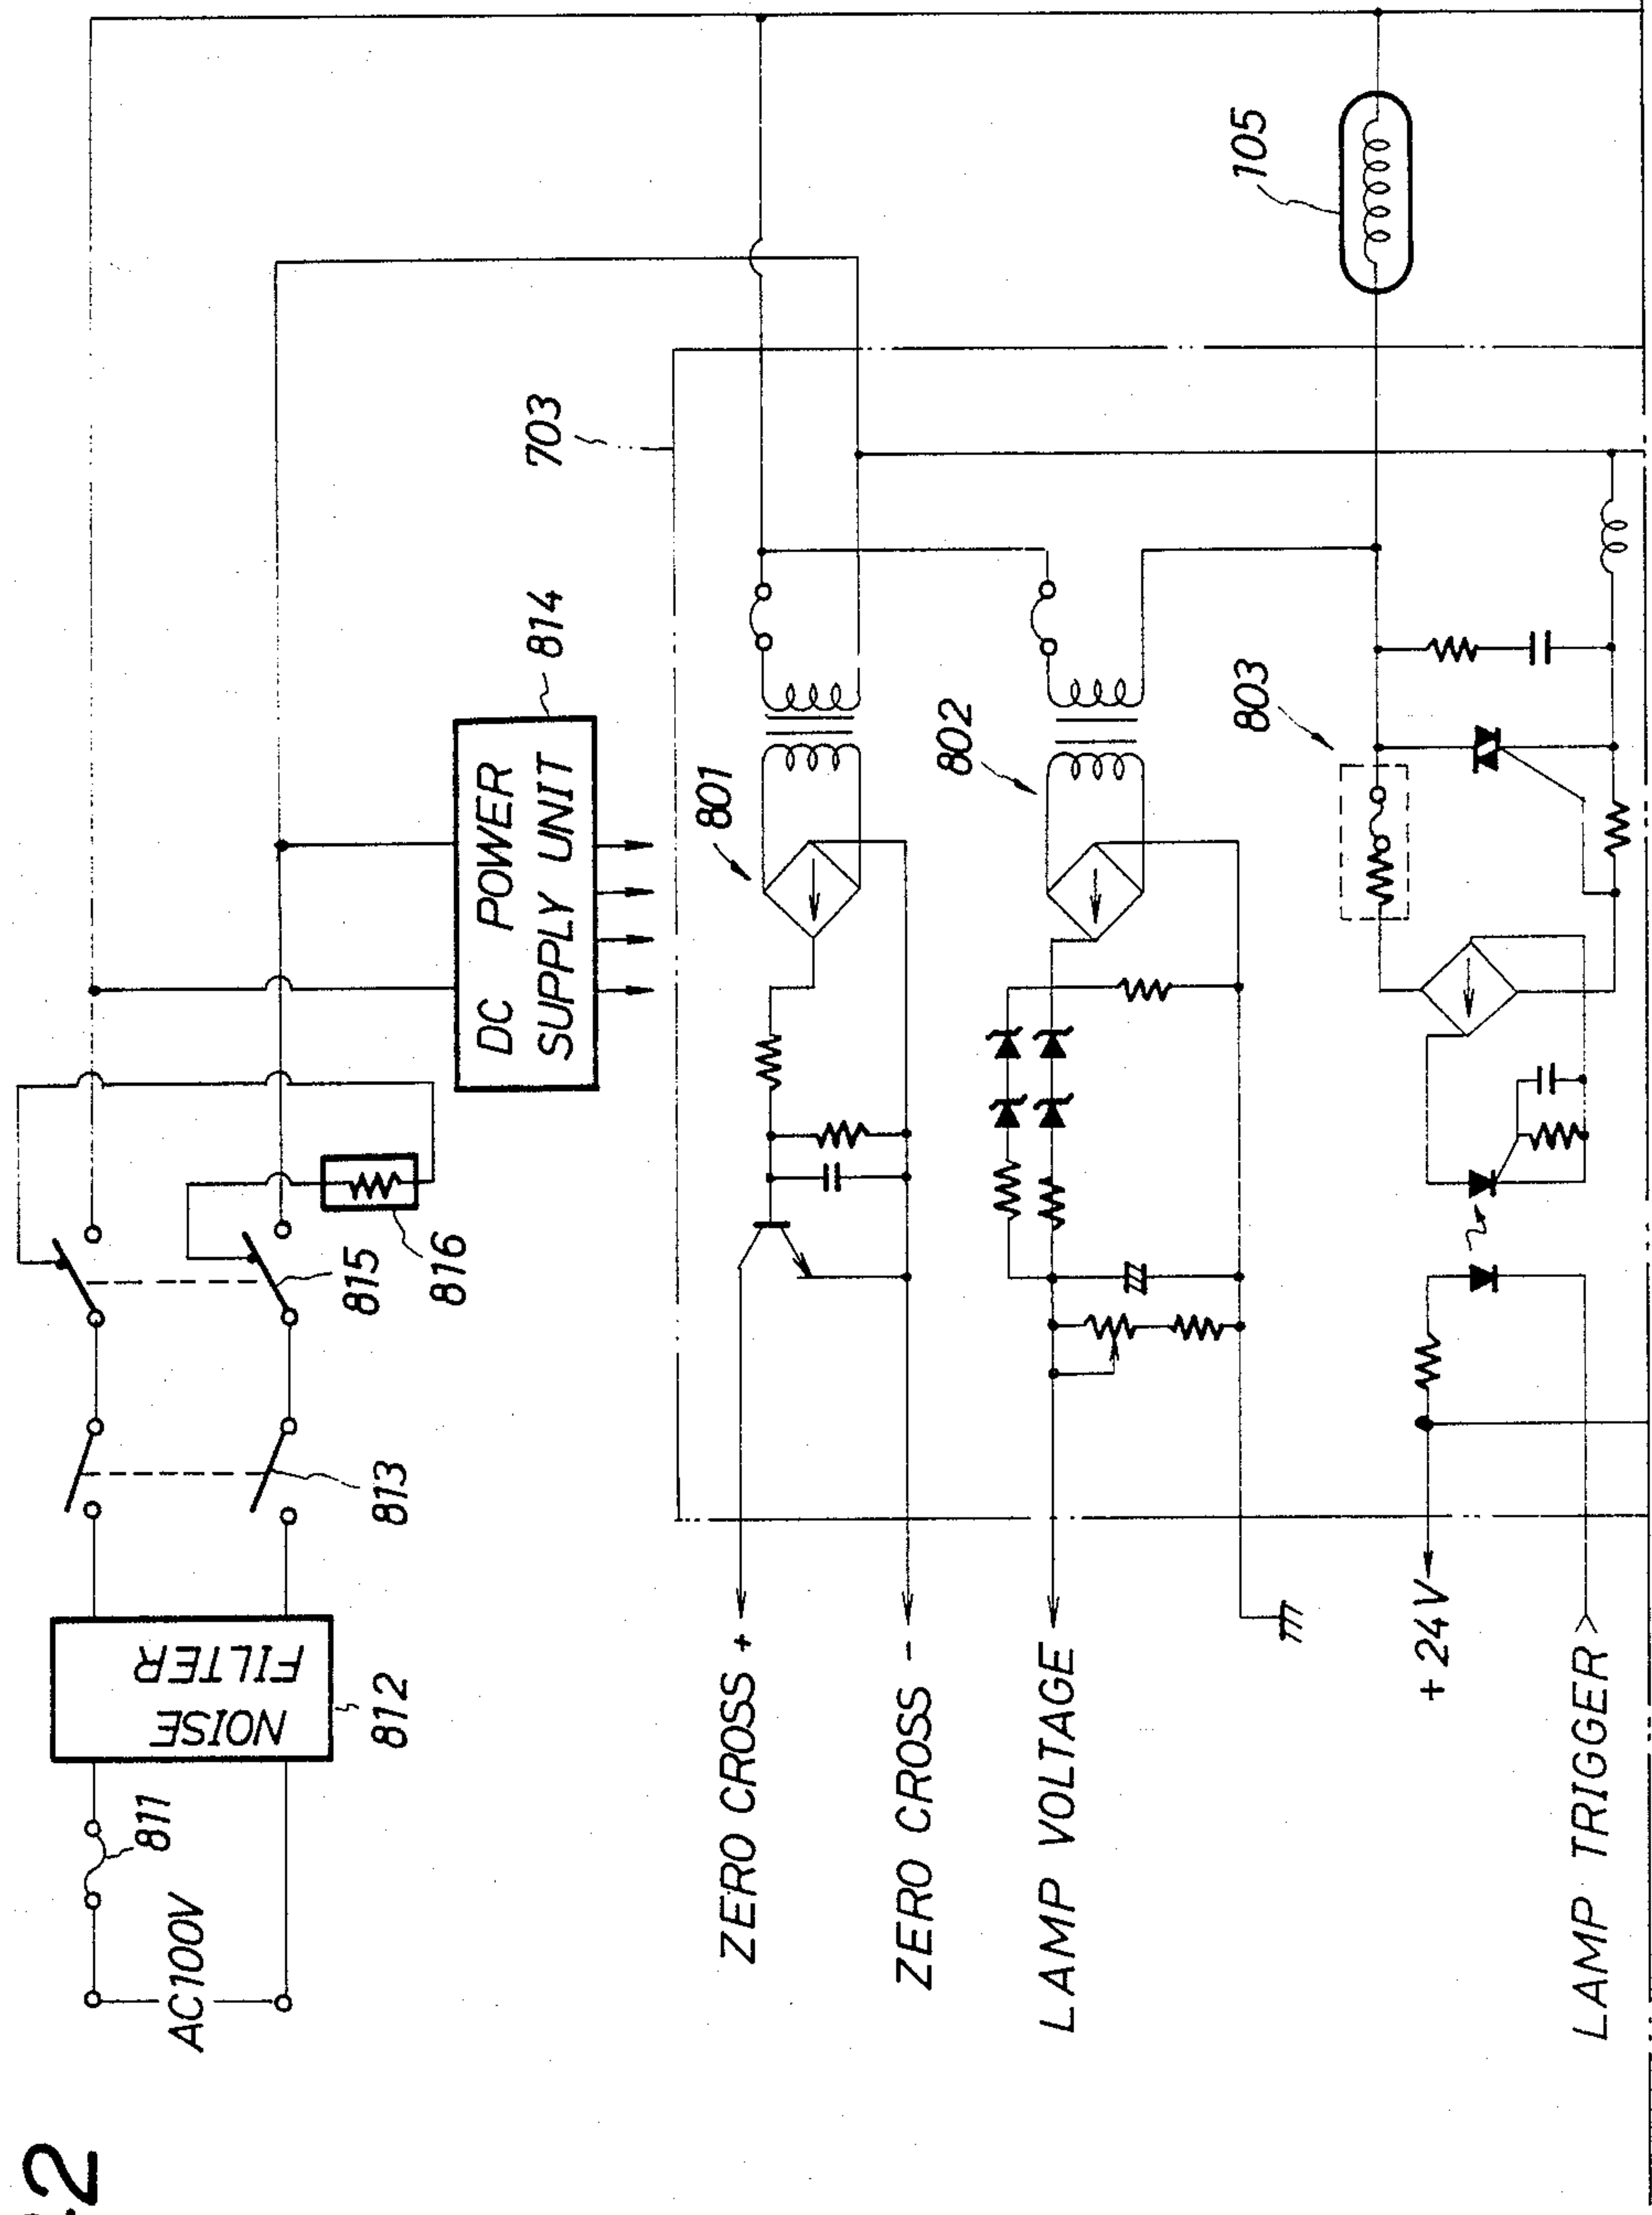 2
AC100V
811
NOISE
FILTER
812
813
815
816
DC POWER
SUPPLY UNIT
814
703
105
801
802
803
ZERO CROSS +
ZERO CROSS -
LAMP VOLTAGE
+24V
LAMP TRIGGER